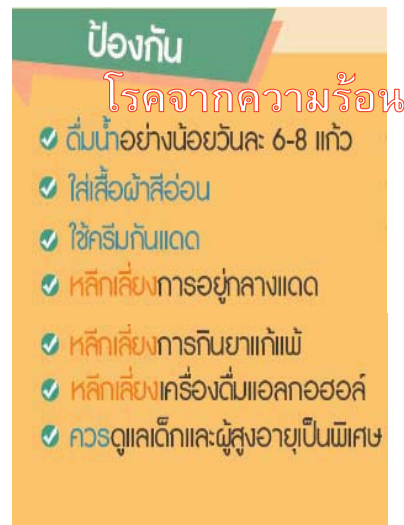 ป้องกัน
โรคจากความร้อน
ดื่มน้ำอย่างน้อยวันละ 6-8 แก้ว
ใส่เสื้อผ้าสีอ่อน
ใช้ครีมกันแดด
หลีกเลี่ยงการอยู่กลางแดด
หลีกเลี่ยงการกินยาแก้แพ้
หลีกเลี่ยงเครื่องดื่มแอลกอฮอล์
ควรดูแลเด็กและผู้สูงอายุเป็นพิเศษ